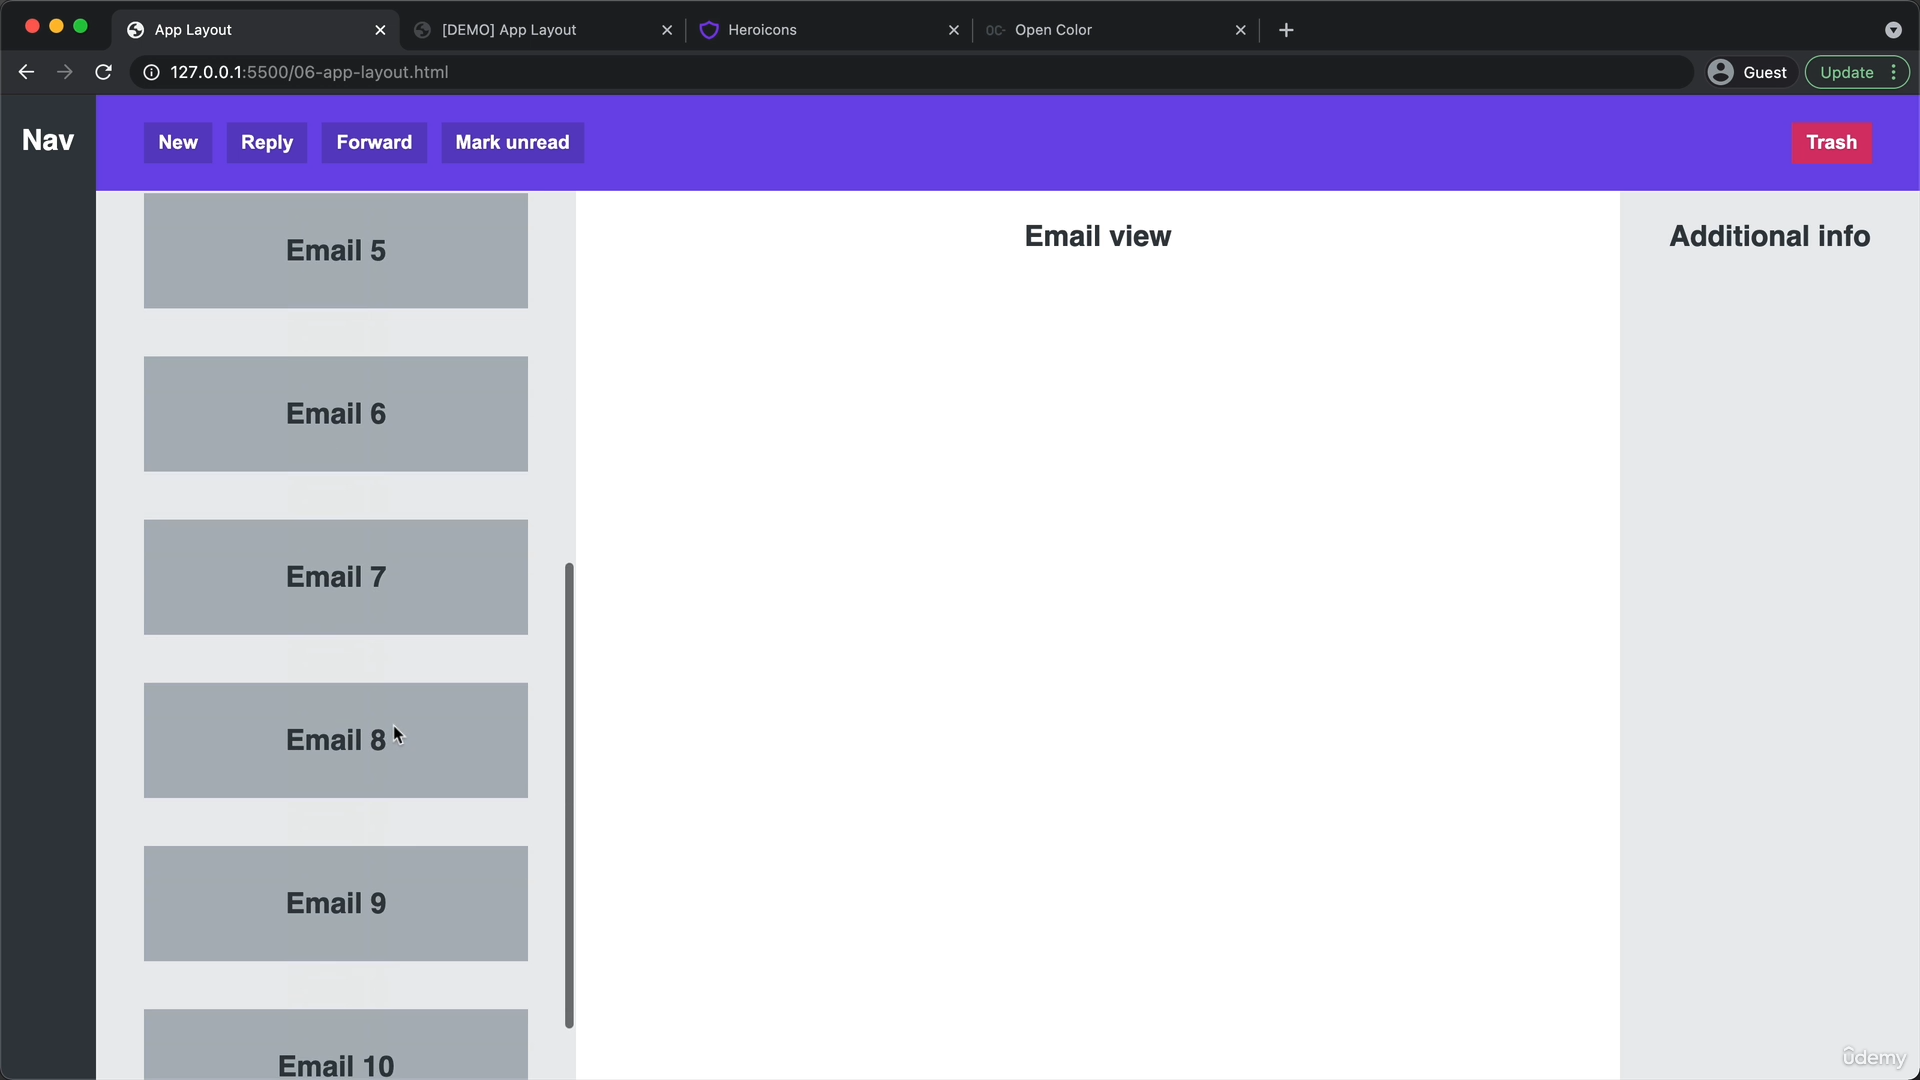 App Layout
[DEMO] App Layout
Heroicons
OC-
Open Color
127.0.0.1:5500/06-app-layout.html
Guest
Update
Nav
New
Reply
Forward
Mark unread
Trash
Email 5
Email view
Additional info
Email 6
Email 7
Email 8
Email 9
Email 10
ûdemy